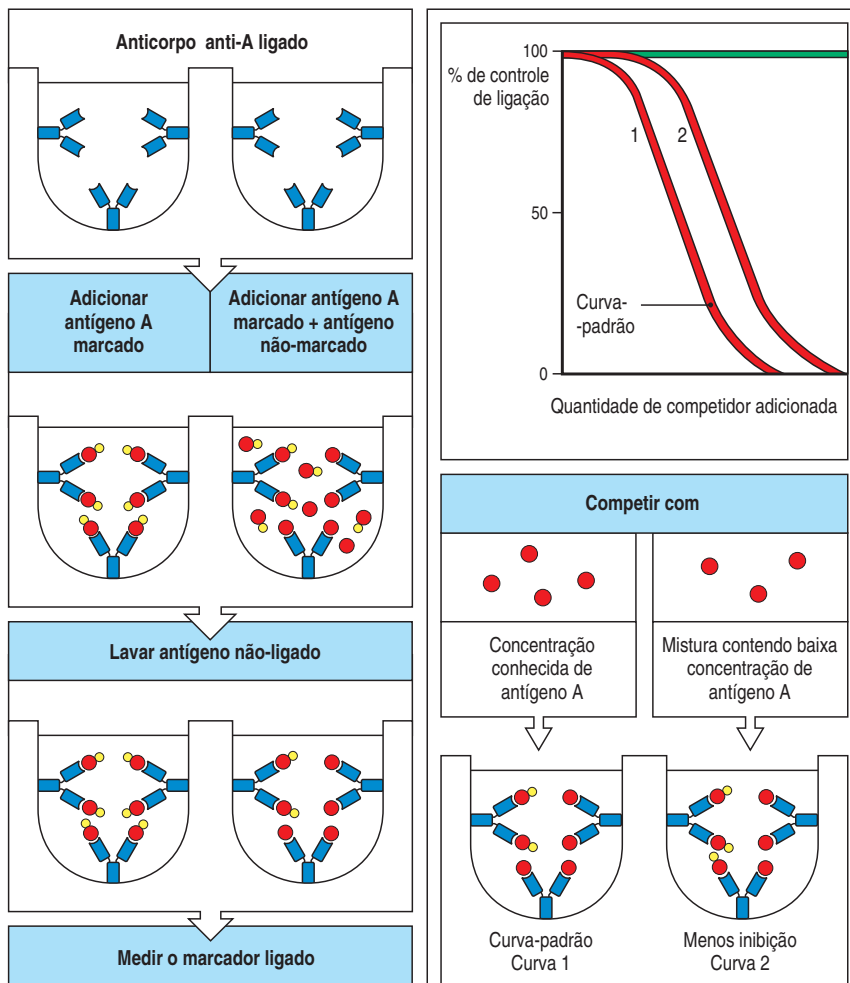 Anticorpo anti-A ligado
Adicionar
antígeno A
marcado
Adicionar antígeno A
marcado + antígeno
não-marcado
Lavar antígeno não-ligado
Medir o marcador ligado
100
% de controle
de ligação
1
2
50
Curva-
-padrão
0
Quantidade de competidor adicionada
Competir com
Concentração
conhecida de
antígeno A
Mistura contendo baixa
concentração de
antígeno A
Curva-padrão
Curva 1
Menos inibição
Curva 2